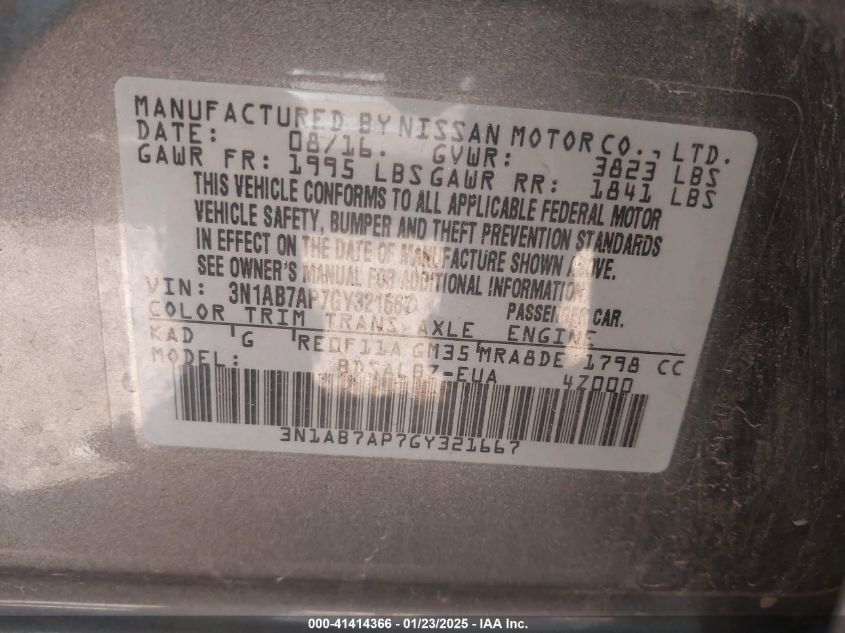 MANUFACTURED BY NISSAN MOTOR CO., LTD.
DATE: 08/16. GVWR: 3823 LBS
GAWR FR: 1995 LBS GAWR RR: 1841 LBS
THIS VEHICLE CONFORMS TO ALL APPLICABLE FEDERAL MOTOR
VEHICLE SAFETY, BUMPER AND THEFT PREVENTION STANDARDS
IN EFFECT ON THE DATE OF MANUFACTURE SHOWN ABOVE.
SEE OWNER'S MANUAL FOR ADDITIONAL INFORMATION.
VIN: 3N1AB7AP7GY321667 PASSENGER CAR.
COLOR TRIM TRANS. AXLE ENGINE
KAD G RE0F11A GM35 MRA8DE 1798 CC
MODEL: 4Z000
3N1AB7AP7GY321667
000-41414366 - 01/23/2025 - IAA Inc.